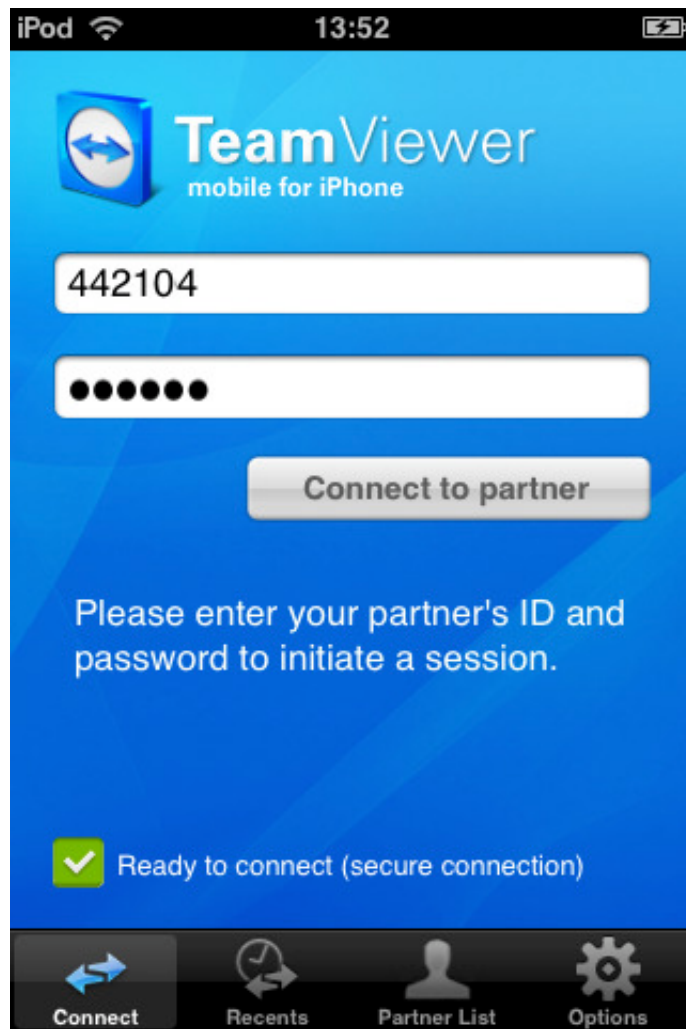 iPod 13:52
TeamViewer
mobile for iPhone
442104
●●●●●●
Connect to partner
Please enter your partner's ID and
password to initiate a session.
Ready to connect (secure connection)
Connect Recents Partner List Options